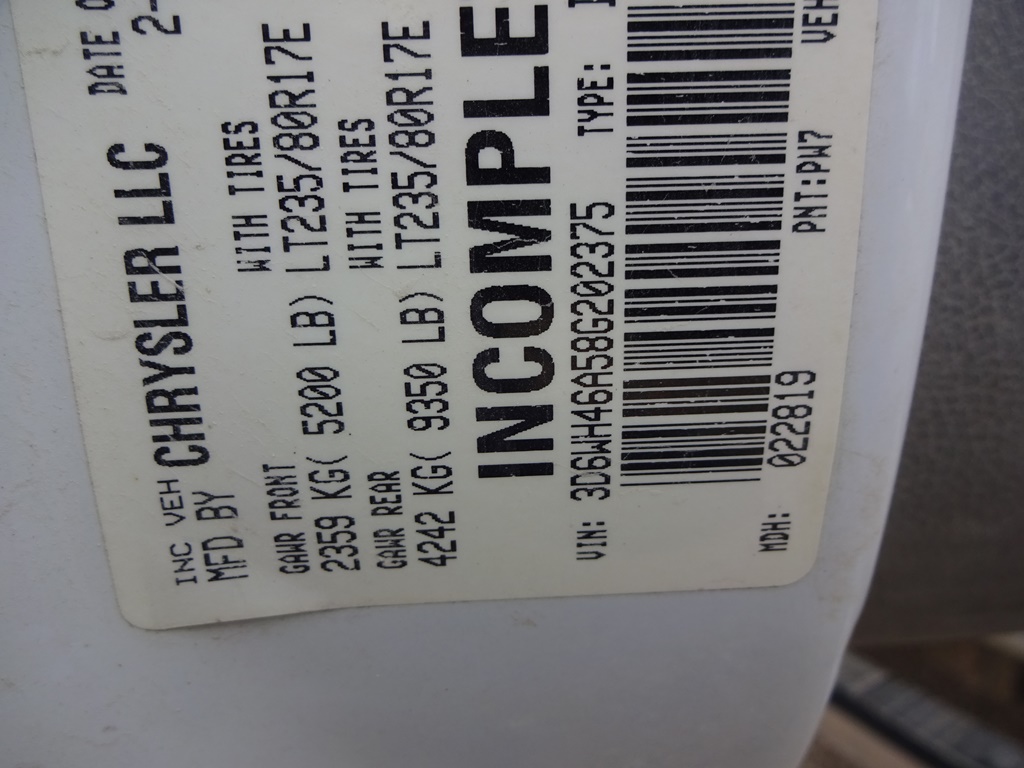 DATE O
2-
INC VEH
MFD BY
CHRYSLER LLC
GAWR FRONT WITH TIRES
2359 KG( 5200 LB) LT235/80R17E
GAWR REAR WITH TIRES
4242 KG( 9350 LB) LT235/80R17E
INCOMPLE
VIN: 3D6WH46A58G202375 TYPE:
MDH: 022819 PNT:PW7 VEH